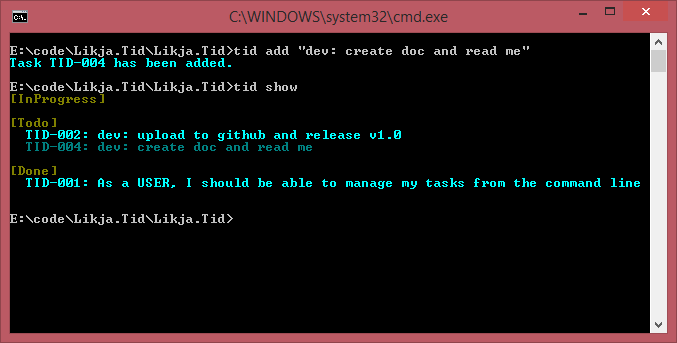 C:\WINDOWS\system32\cmd.exe
E:\code\Likja.Tid\Likja.Tid>tid add "dev: create doc and read me"
Task TID-004 has been added.
E:\code\Likja.Tid\Likja.Tid>tid show
[InProgress]
[Todo]
TID-002: dev: upload to github and release v1.0
TID-004: dev: create doc and read me
[Done]
TID-001: As a USER, I should be able to manage my tasks from the command line
E:\code\Likja.Tid\Likja.Tid>